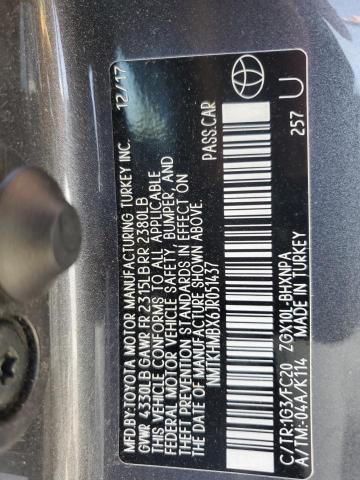 MFD BY:TOYOTA MOTOR MANUFACTURING TURKEY INC. 12/17
GVWR 4330LB GAWR FR 2315LB RR 2380LB
THIS VEHICLE CONFORMS TO ALL APPLICABLE
FEDERAL MOTOR VEHICLE SAFETY, BUMPER, AND
THEFT PREVENTION STANDARDS IN EFFECT ON
THE DATE OF MANUFACTURE SHOWN ABOVE.
NMTKHMBX6JR051437 PASS.CAR
C/TR:1G3/FC20 ZGX10L-BHXNPA 257 U
A/TM:-04A/K114 MADE IN TURKEY